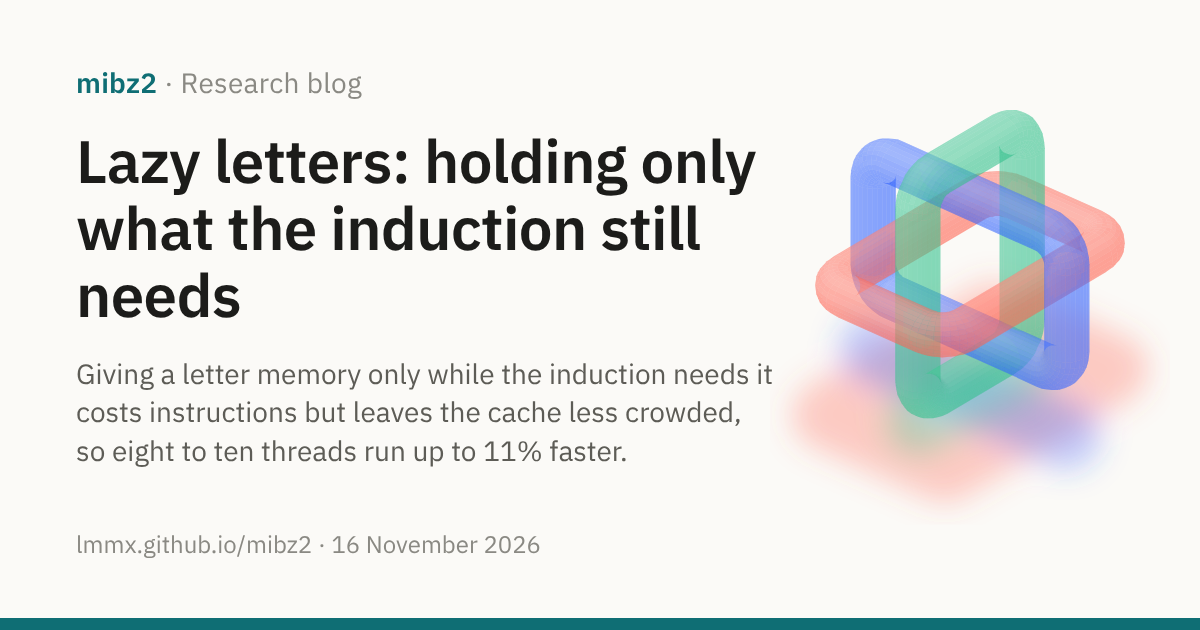 mibz2 · Research blog
Lazy letters: holding only
what the induction still
needs
Giving a letter memory only while the induction needs it
costs instructions but leaves the cache less crowded,
so eight to ten threads run up to 11% faster.
lmmx.github.io/mibz2 · 16 November 2026